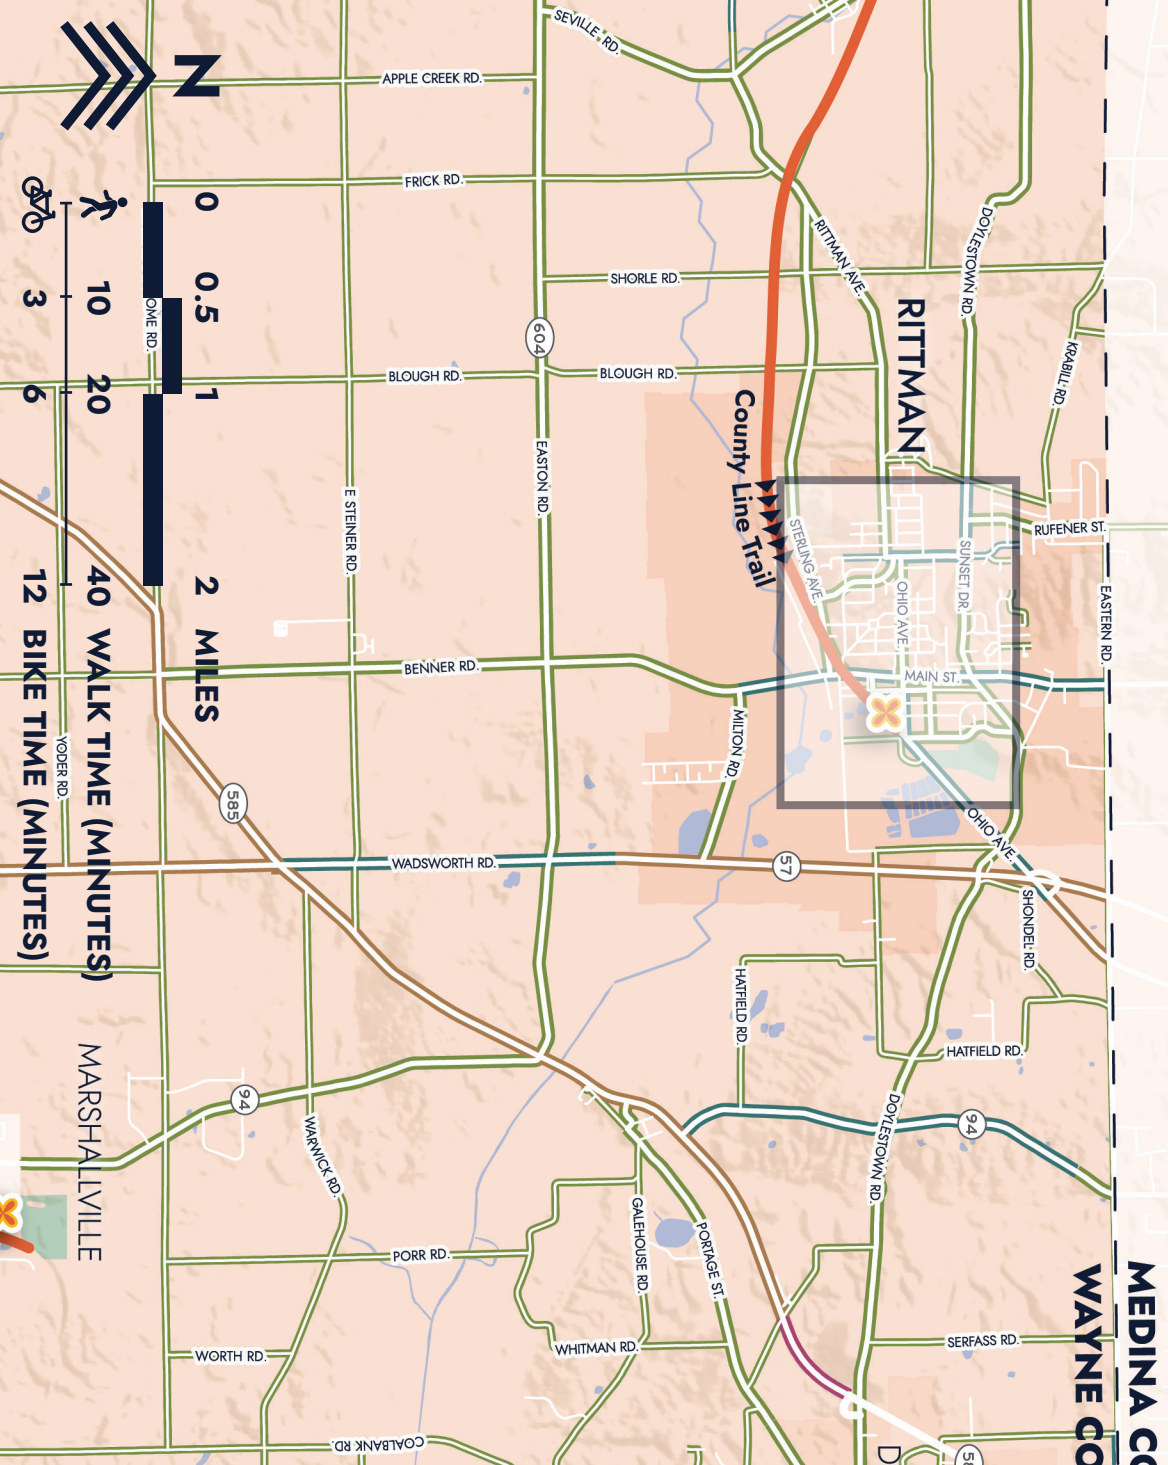 SEVILLE RD.
APPLE CREEK RD.
N
FRICK RD.
RITTMAN AVE.
DOYLESTOWN RD.
SHORLE RD.
RITTMAN
KRABILL RD.
604
BLOUGH RD.
BLOUGH RD.
County Line Trail
EASTON RD.
E STEINER RD.
STERLING AVE.
OHIO AVE.
SUNSET DR.
RUFENER ST.
EASTERN RD.
MAIN ST.
BENNER RD.
MILTON RD.
YODER RD.
OME RD.
0 0.5 1 2 MILES
10 20 40 WALK TIME (MINUTES)
3 6 12 BIKE TIME (MINUTES)
585
WADSWORTH RD.
57
OHIO AVE.
SHONDEL RD.
HATFIELD RD.
HATFIELD RD.
94
94
MARSHALLVILLE
WARWICK RD.
DOYLESTOWN RD.
GALEHOUSE RD.
PORTAGE ST.
PORR RD.
WHITMAN RD.
WORTH RD.
SERFASS RD.
COALBANK RD.
MEDINA CO
WAYNE CO
D
58